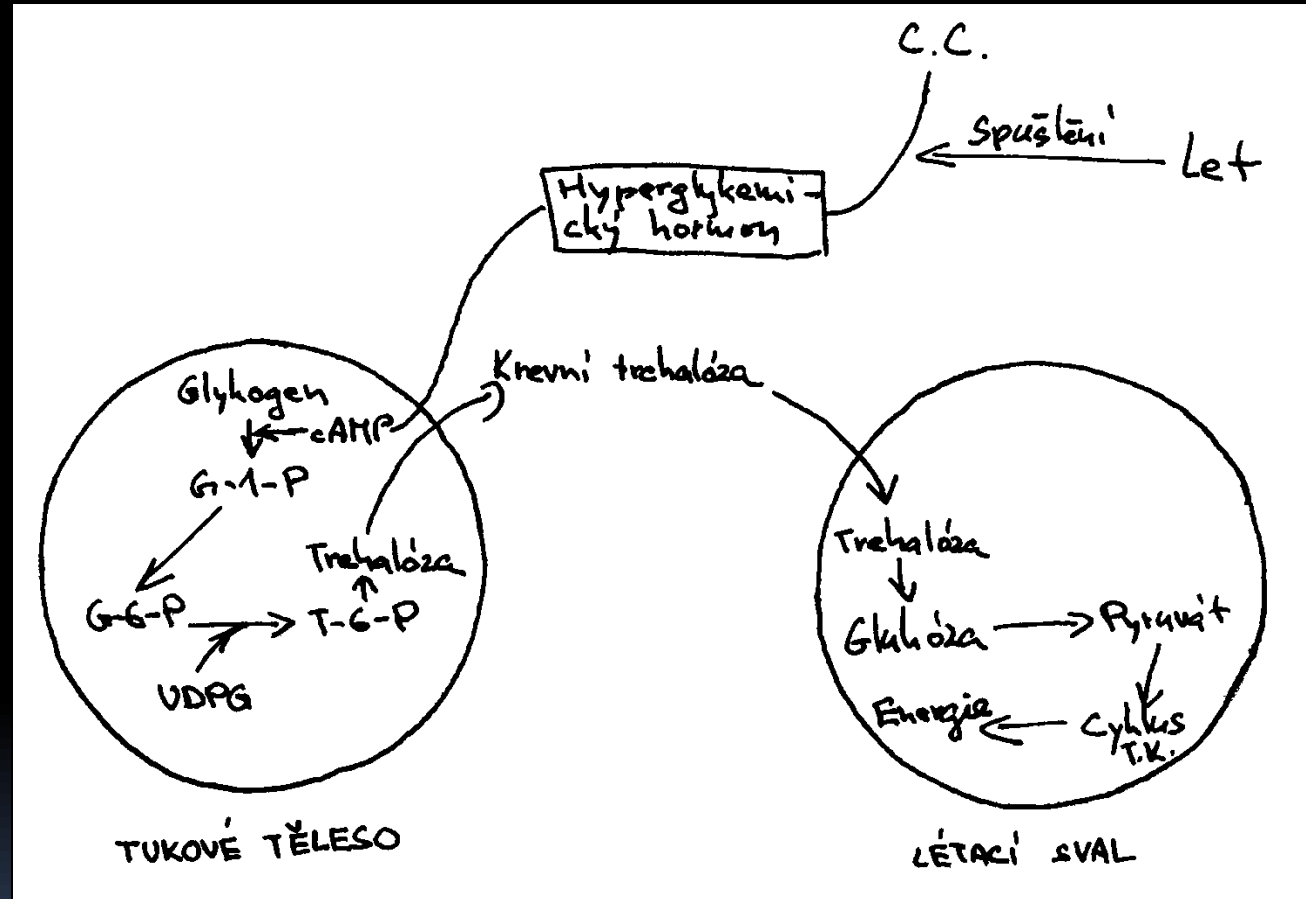 C.C.
Spuštění
Let
Hyperglykemi-
cký hormon
Krevní trehalóza
Glykogen
cAMP
G-1-P
Trehalóza
G-6-P
T-6-P
UDPG
TUKOVÉ TĚLESO
Trehalóza
Glukóza
Pyruvát
Energie
Cyklus
T.K.
LÉTACÍ SVAL